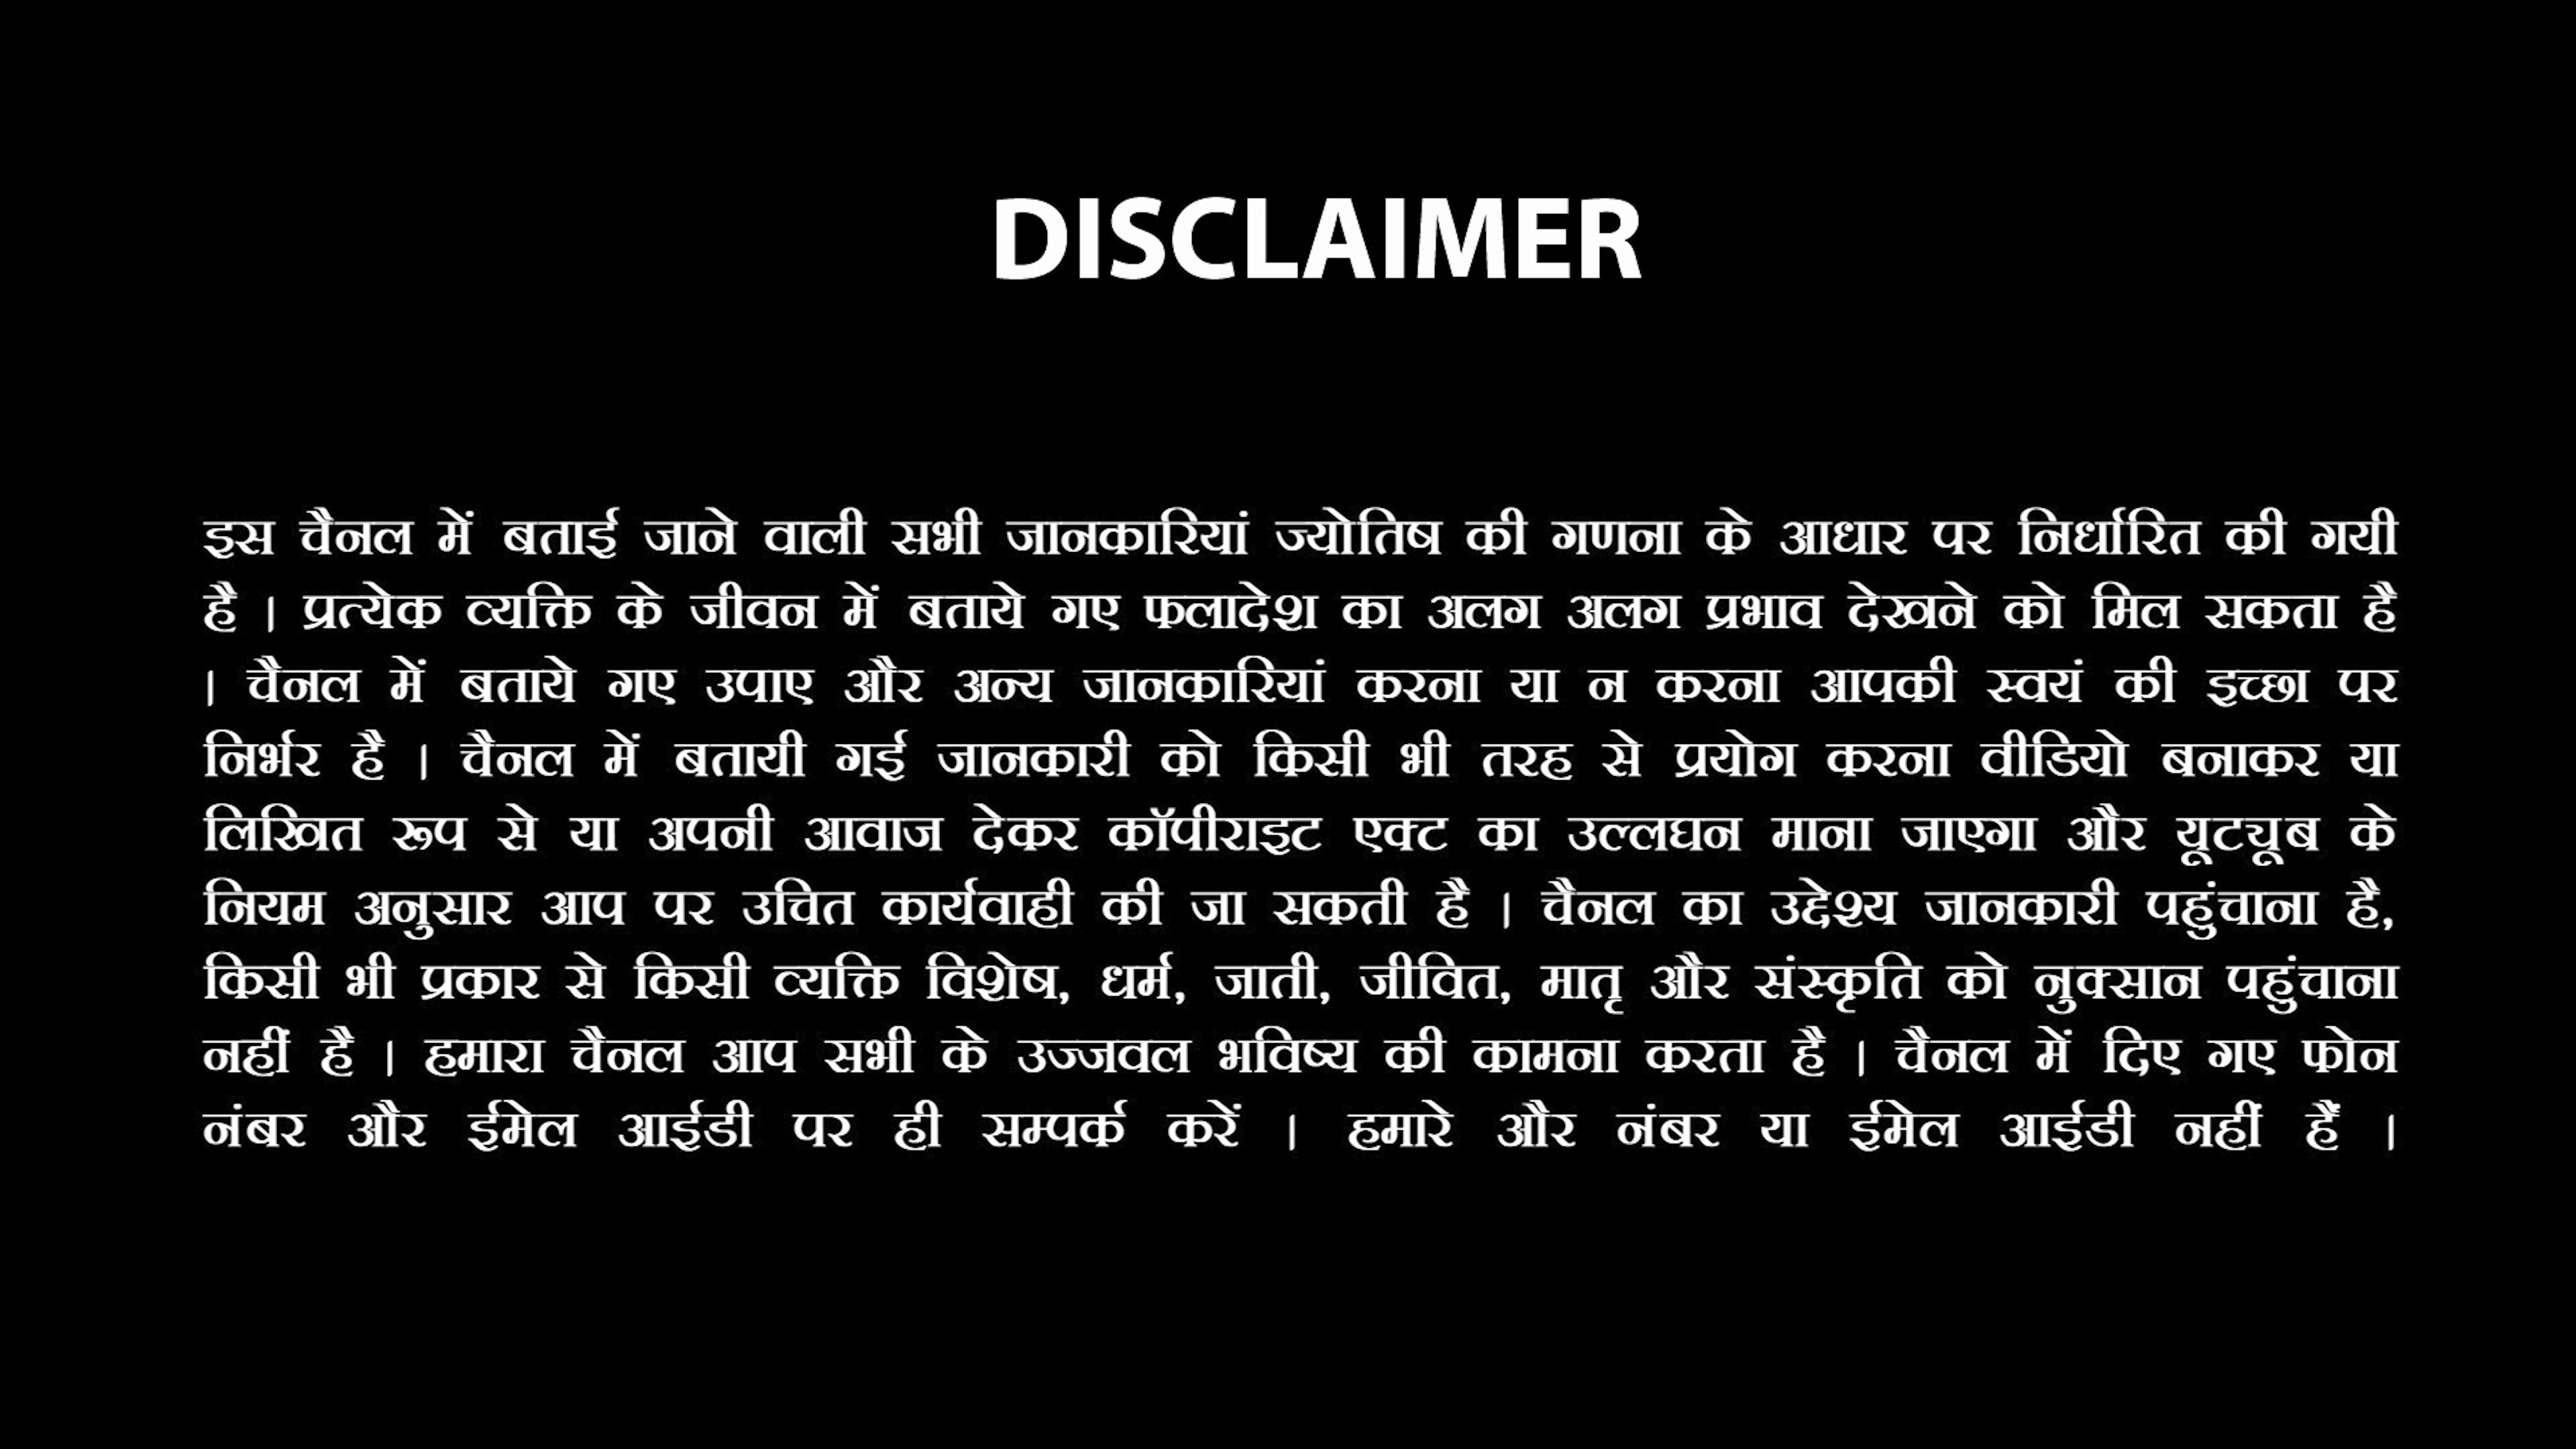 DISCLAIMER
इस चैनल में बताई जाने वाली सभी जानकारियां ज्योतिष की गणना के आधार पर निर्धारित की गयी
है । प्रत्येक व्यक्ति के जीवन में बताये गए फलादेश का अलग अलग प्रभाव देखने को मिल सकता है
। चैनल में बताये गए उपाए और अन्य जानकारियां करना या न करना आपकी स्वयं की इच्छा पर
निर्भर है । चैनल में बतायी गई जानकारी को किसी भी तरह से प्रयोग करना वीडियो बनाकर या
लिखित रूप से या अपनी आवाज देकर कॉपीराइट एक्ट का उल्लघन माना जाएगा और यूट्यूब के
नियम अनुसार आप पर उचित कार्यवाही की जा सकती है । चैनल का उद्देश्य जानकारी पहुंचाना है,
किसी भी प्रकार से किसी व्यक्ति विशेष, धर्म, जाती, जीवित, मातृ और संस्कृति को नुक्सान पहुंचाना
नहीं है । हमारा चैनल आप सभी के उज्जवल भविष्य की कामना करता है । चैनल में दिए गए फोन
नंबर और ईमेल आईडी पर ही सम्पर्क करें । हमारे और नंबर या ईमेल आईडी नहीं हैं ।